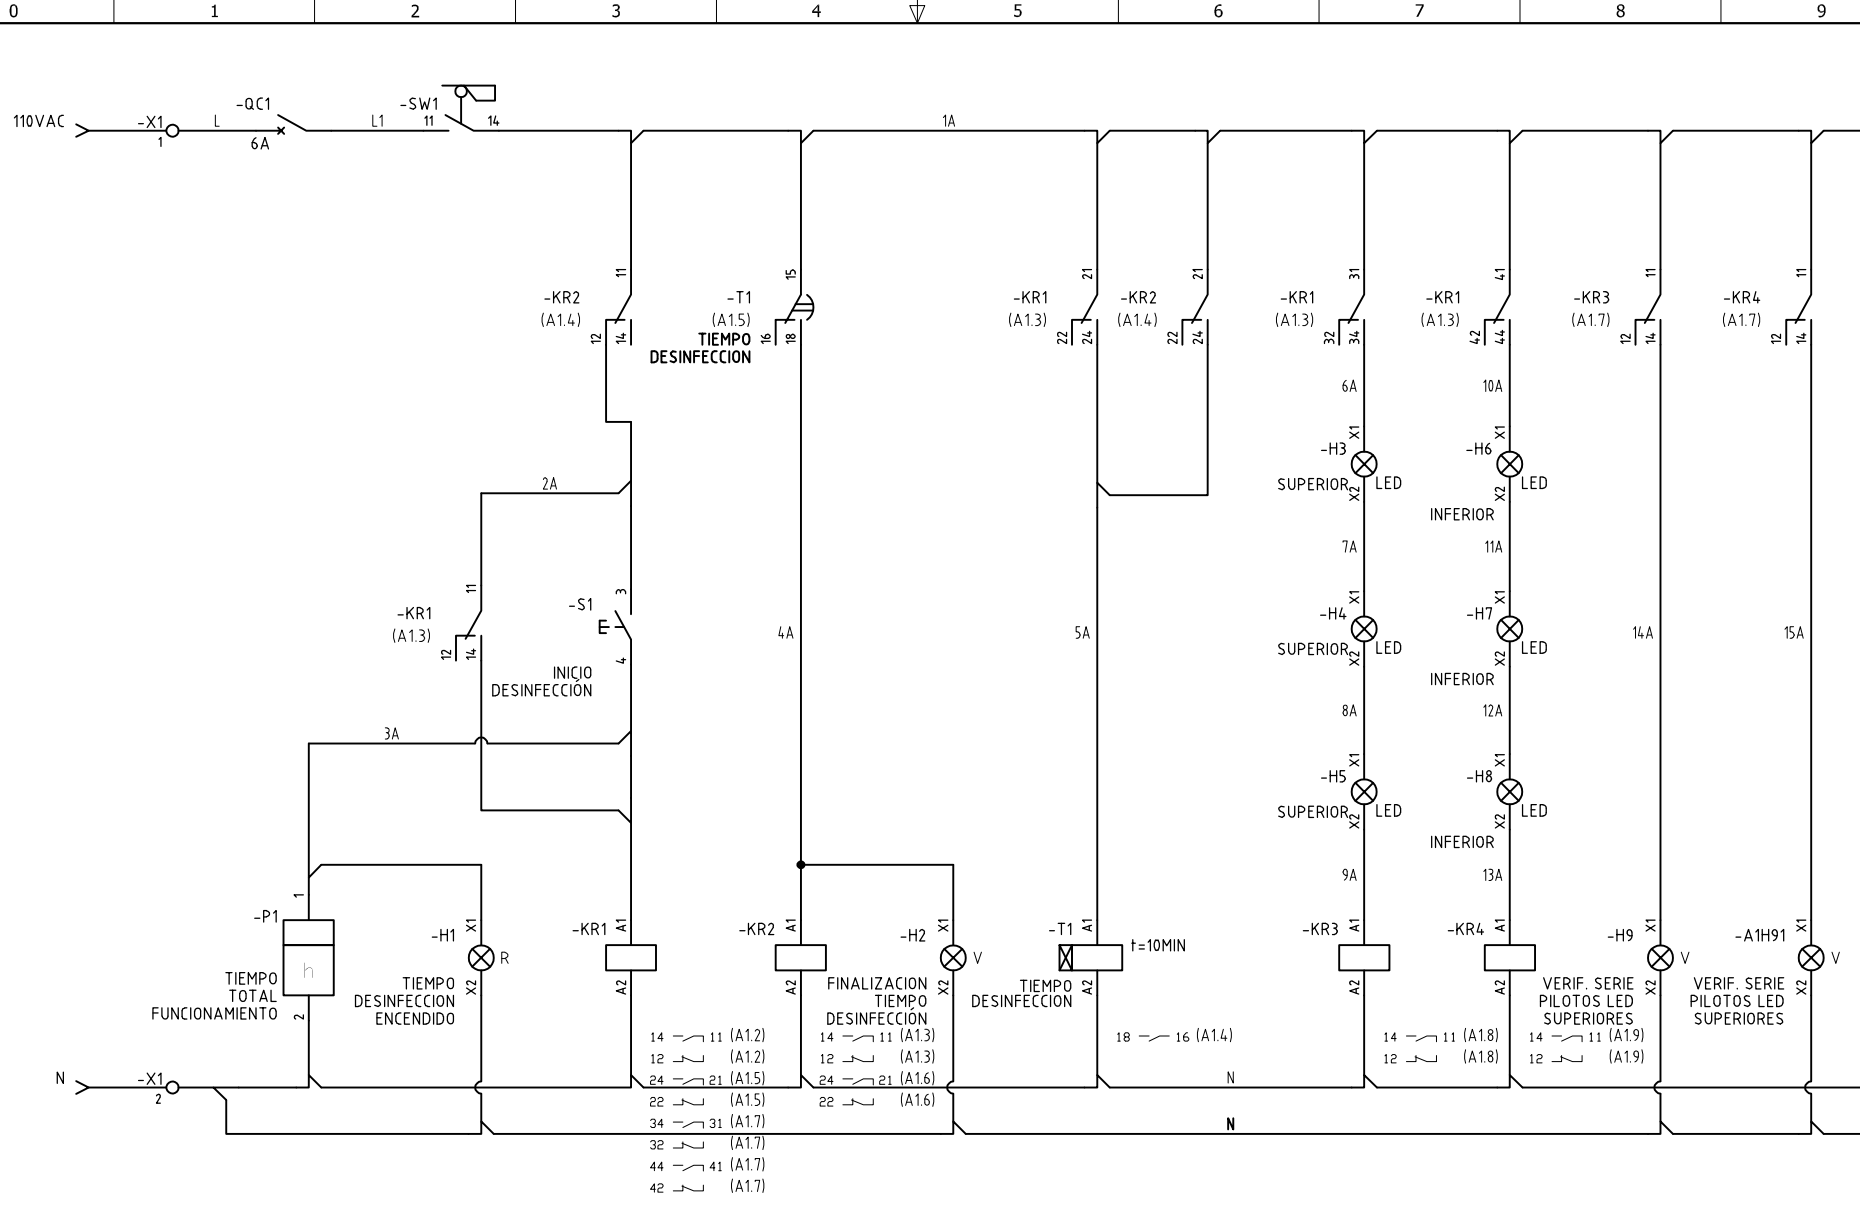 0 1 2 3 4 5 6 7 8 9
110VAC
-X1
1
L
-QC1
6A
L1
-SW1
11
14
1A
-KR2
(A1.4)
11
12
14
-T1
(A1.5)
TIEMPO
DESINFECCION
15
16
18
-KR1
(A1.3)
21
22
24
-KR2
(A1.4)
21
22
24
-KR1
(A1.3)
31
32
34
-KR1
(A1.3)
41
42
44
-KR3
(A1.7)
11
12
14
-KR4
(A1.7)
11
12
14
6A
10A
X1
-H3
SUPERIOR
X2
LED
X1
-H6
X2
LED
INFERIOR
2A
7A
11A
11
-KR1
(A1.3)
12
14
3
-S1
4
INICIO
DESINFECCIÓN
4A
5A
X1
-H4
SUPERIOR
X2
LED
X1
-H7
X2
LED
INFERIOR
14A
15A
8A
12A
3A
X1
-H5
SUPERIOR
X2
LED
X1
-H8
X2
LED
INFERIOR
9A
13A
1
-P1
h
2
TIEMPO
TOTAL
FUNCIONAMIENTO
X1
-H1
R
X2
TIEMPO
DESINFECCION
ENCENDIDO
A1
-KR1
A2
A1
-KR2
A2
X1
-H2
V
X2
FINALIZACION
TIEMPO
DESINFECCIÓN
A1
-T1
t=10MIN
A2
TIEMPO
DESINFECCION
A1
-KR3
A2
A1
-KR4
A2
X1
-H9
V
X2
VERIF. SERIE
PILOTOS LED
SUPERIORES
X1
-A1H91
V
X2
VERIF. SERIE
PILOTOS LED
SUPERIORES
14 11 (A1.2)
12 (A1.2)
24 21 (A1.5)
22 (A1.5)
34 31 (A1.7)
32 (A1.7)
44 41 (A1.7)
42 (A1.7)
14 11 (A1.3)
12 (A1.3)
24 21 (A1.6)
22 (A1.6)
18 16 (A1.4)
14 11 (A1.8)
12 (A1.8)
14 11 (A1.9)
12 (A1.9)
N
-X1
2
N
N